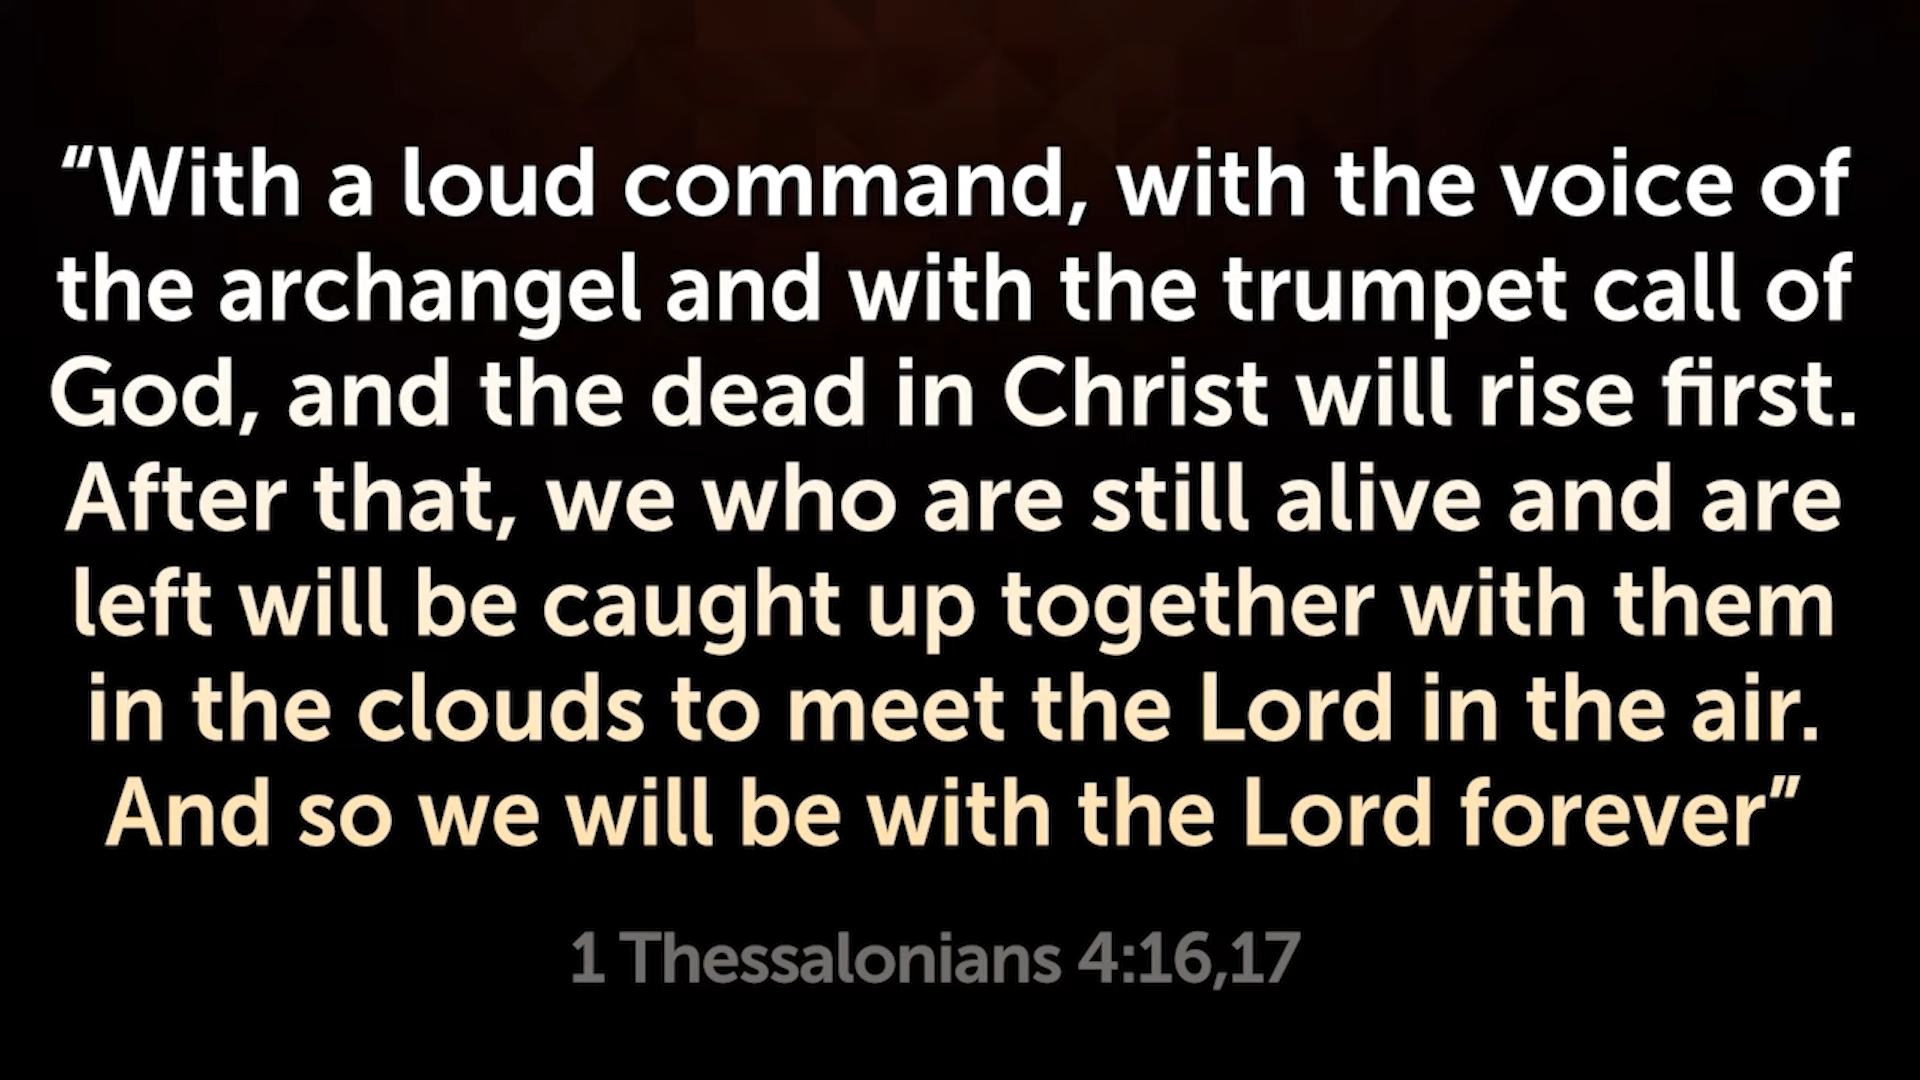 “With a loud command, with the voice of
the archangel and with the trumpet call of
God, and the dead in Christ will rise first.
After that, we who are still alive and are
left will be caught up together with them
in the clouds to meet the Lord in the air.
And so we will be with the Lord forever”
1 Thessalonians 4:16,17